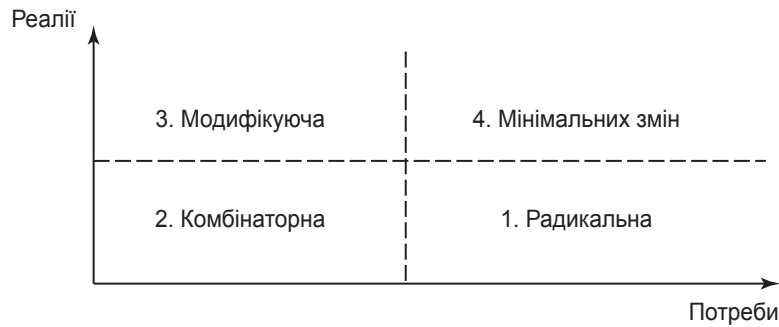 Реалії
3. Модифікуюча
4. Мінімальних змін
2. Комбінаторна
1. Радикальна
Потреби